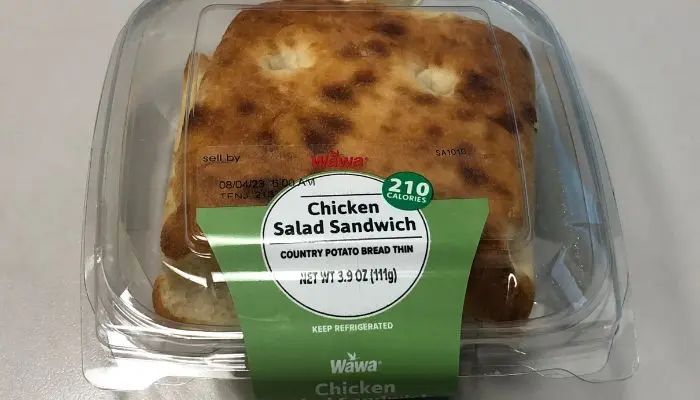 sell by
Wawa
SA1010
08/04/23 5:00 AM
210
CALORIES
Chicken
Salad Sandwich
COUNTRY POTATO BREAD THIN
NET WT 3.9 OZ (111g)
KEEP REFRIGERATED
Wawa
Chicken